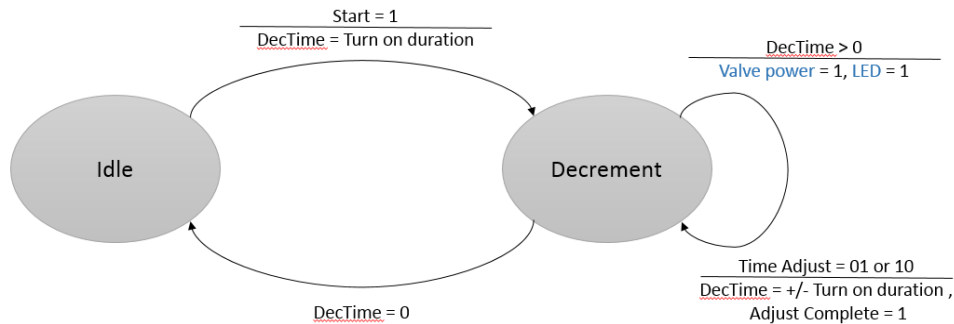 Start = 1
DecTime = Turn on duration
DecTime > 0
Valve power = 1, LED = 1
Idle
Decrement
Time Adjust = 01 or 10
DecTime = +/- Turn on duration ,
Adjust Complete = 1
DecTime = 0